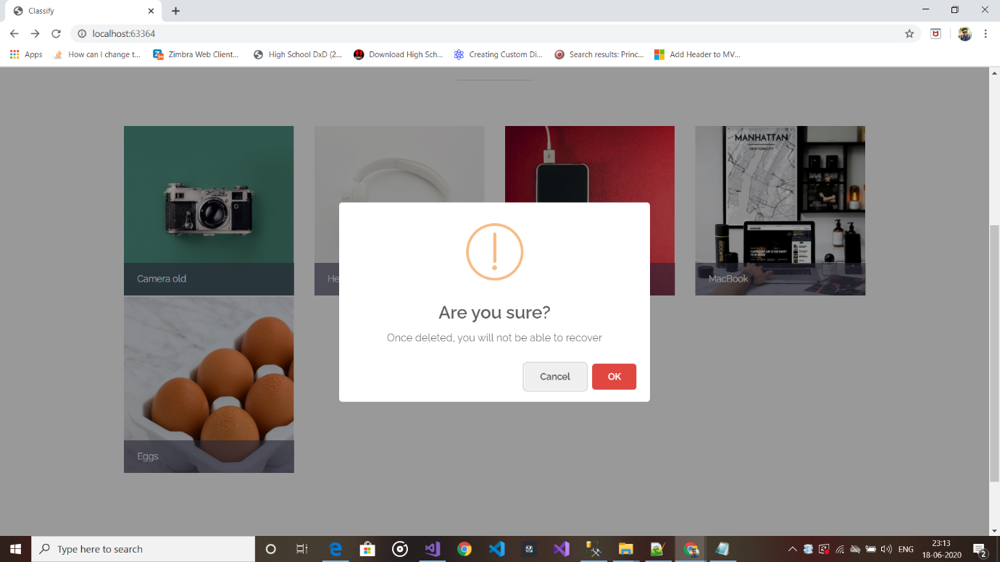 Classify
localhost:63364
Apps
How can I change t...
Zimbra Web Client...
High School DxD (2...
Download High Sch...
Creating Custom Di...
Search results: Princ...
Add Header to MV...
MANHATTAN
Camera old
He
MacBook
Are you sure?
Once deleted, you will not be able to recover
Cancel
OK
Eggs
Type here to search
ENG
23:13
18-06-2020
2